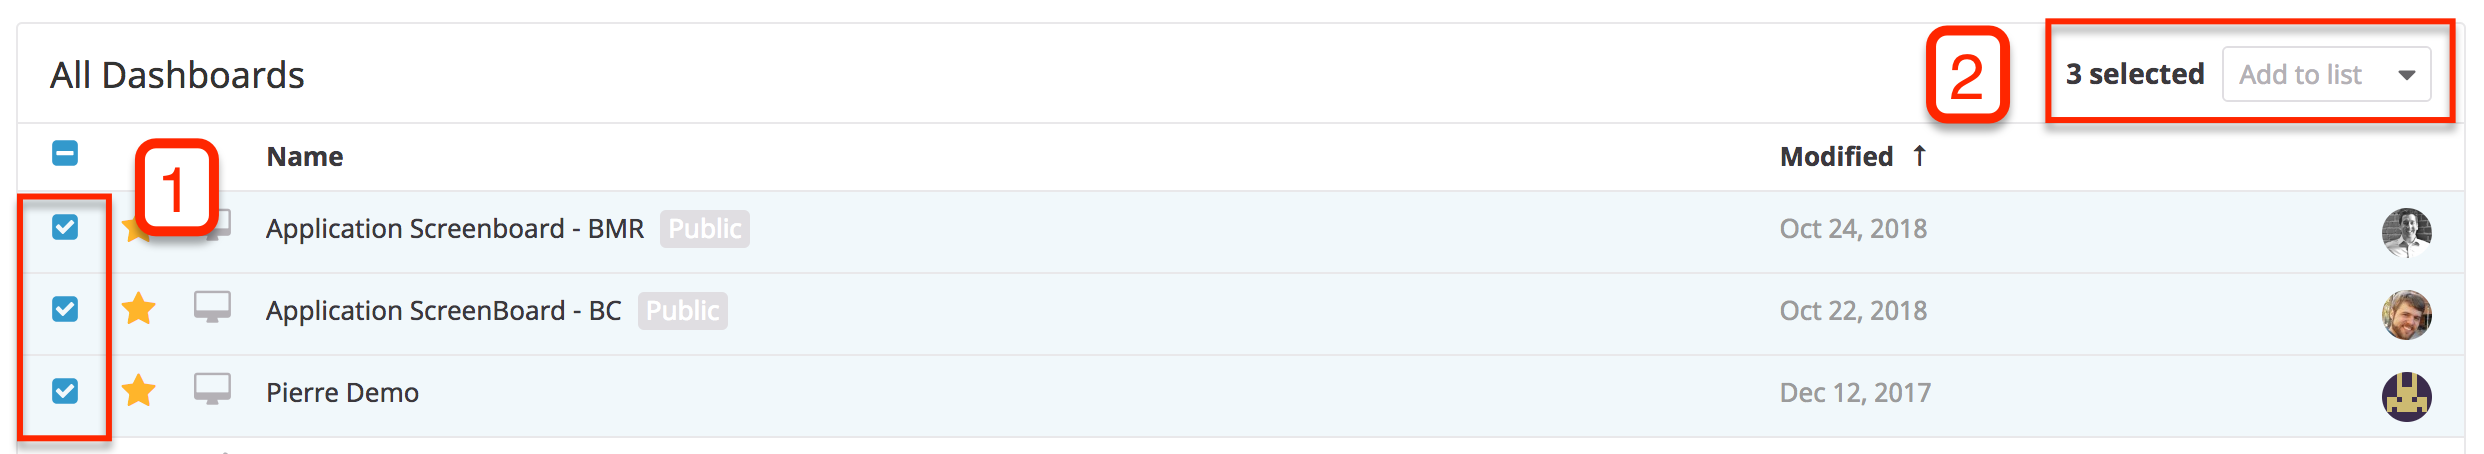 All Dashboards
2
3 selected
Add to list
1
Name
Modified ↑
Application Screenboard - BMR Public
Oct 24, 2018
Application ScreenBoard - BC Public
Oct 22, 2018
Pierre Demo
Dec 12, 2017